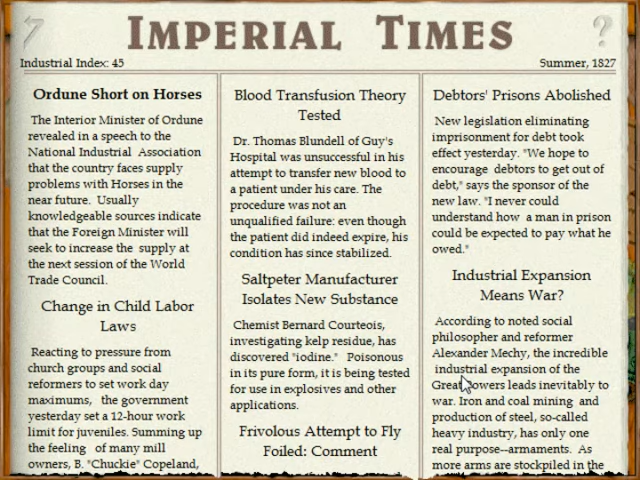 7
IMPERIAL TIMES
?
Industrial Index: 45
Summer, 1827
Ordune Short on Horses
The Interior Minister of Ordune
revealed in a speech to the
National Industrial Association
that the country faces supply
problems with Horses in the
near future. Usually
knowledgeable sources indicate
that the Foreign Minister will
seek to increase the supply at
the next session of the World
Trade Council.
Change in Child Labor
Laws
Reacting to pressure from
church groups and social
reformers to set work day
maximums, the government
yesterday set a 12-hour work
limit for juveniles. Summing up
the feeling of many mill
owners, B. "Chuckie" Copeland,
Blood Transfusion Theory
Tested
Dr. Thomas Blundell of Guy's
Hospital was unsuccessful in his
attempt to transfer new blood to
a patient under his care. The
procedure was not an
unqualified failure: even though
the patient did indeed expire, his
condition has since stabilized.
Saltpeter Manufacturer
Isolates New Substance
Chemist Bernard Courteois,
investigating kelp residue, has
discovered "iodine." Poisonous
in its pure form, it is being tested
for use in explosives and other
applications.
Frivolous Attempt to Fly
Foiled: Comment
Debtors' Prisons Abolished
New legislation eliminating
imprisonment for debt took
effect yesterday. "We hope to
encourage debtors to get out of
debt," says the sponsor of the
new law. "I never could
understand how a man in prison
could be expected to pay what he
owed."
Industrial Expansion
Means War?
According to noted social
philosopher and reformer
Alexander Mechy, the incredible
industrial expansion of the
Great Powers leads inevitably to
war. Iron and coal mining and
production of steel, so-called
heavy industry, has only one
real purpose--armaments. As
more arms are stockpiled in the